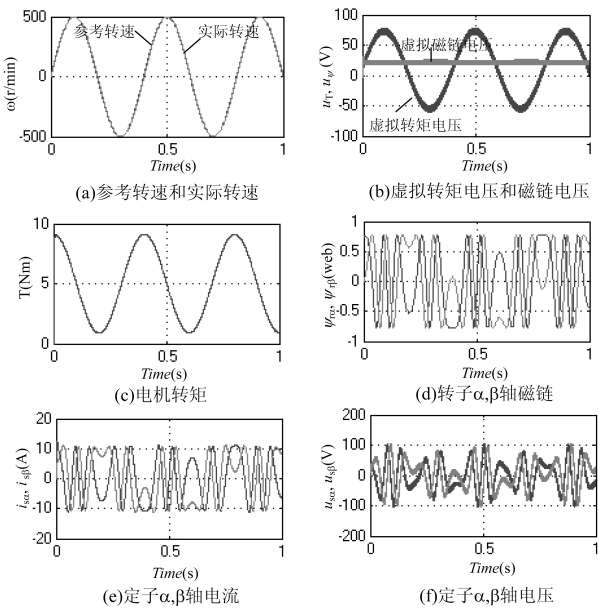 500
0
-500
ω(r/min)
参考转速
实际转速
0
0.5
1
Time(s)
(a)参考转速和实际转速
100
50
0
-50
-100
uT, uψ (V)
虚拟磁链电压
虚拟转矩电压
0
0.5
1
Time(s)
(b)虚拟转矩电压和磁链电压
10
5
0
T(Nm)
0
0.5
1
Time(s)
(c)电机转矩
1
0.5
0
-0.5
-1
ψrα, ψrβ(web)
0
0.5
1
Time(s)
(d)转子α,β轴磁链
20
10
0
-10
-20
isα, i sβ(A)
0
0.5
1
Time(s)
(e)定子α,β轴电流
200
100
0
-100
-200
usα, usβ(V)
0
0.5
1
Time(s)
(f)定子α,β轴电压